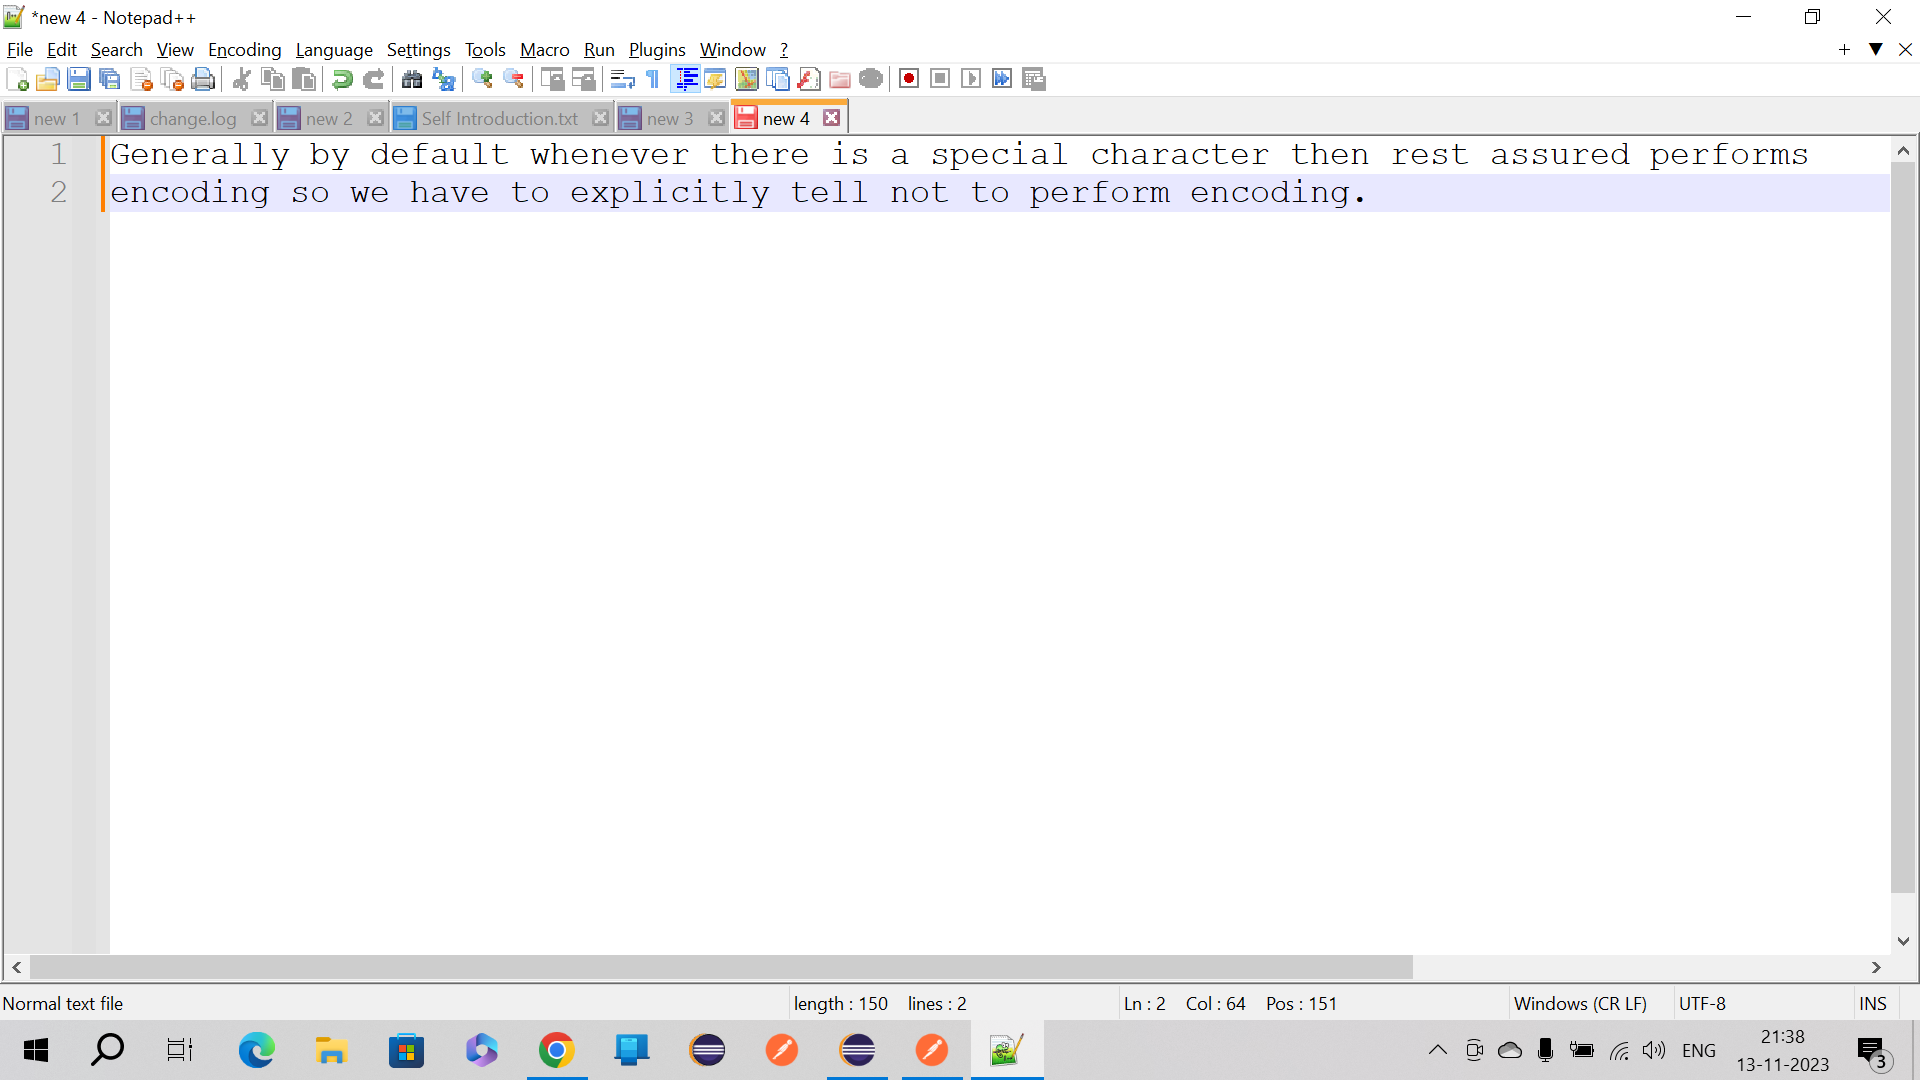 *new 4 - Notepad++
File Edit Search View Encoding Language Settings Tools Macro Run Plugins Window ?
new 1 change.log new 2 Self Introduction.txt new 3 new 4
1 Generally by default whenever there is a special character then rest assured performs
2 encoding so we have to explicitly tell not to perform encoding.
Normal text file length : 150 lines : 2 Ln : 2 Col : 64 Pos : 151 Windows (CR LF) UTF-8 INS
ENG 21:38
13-11-2023 3